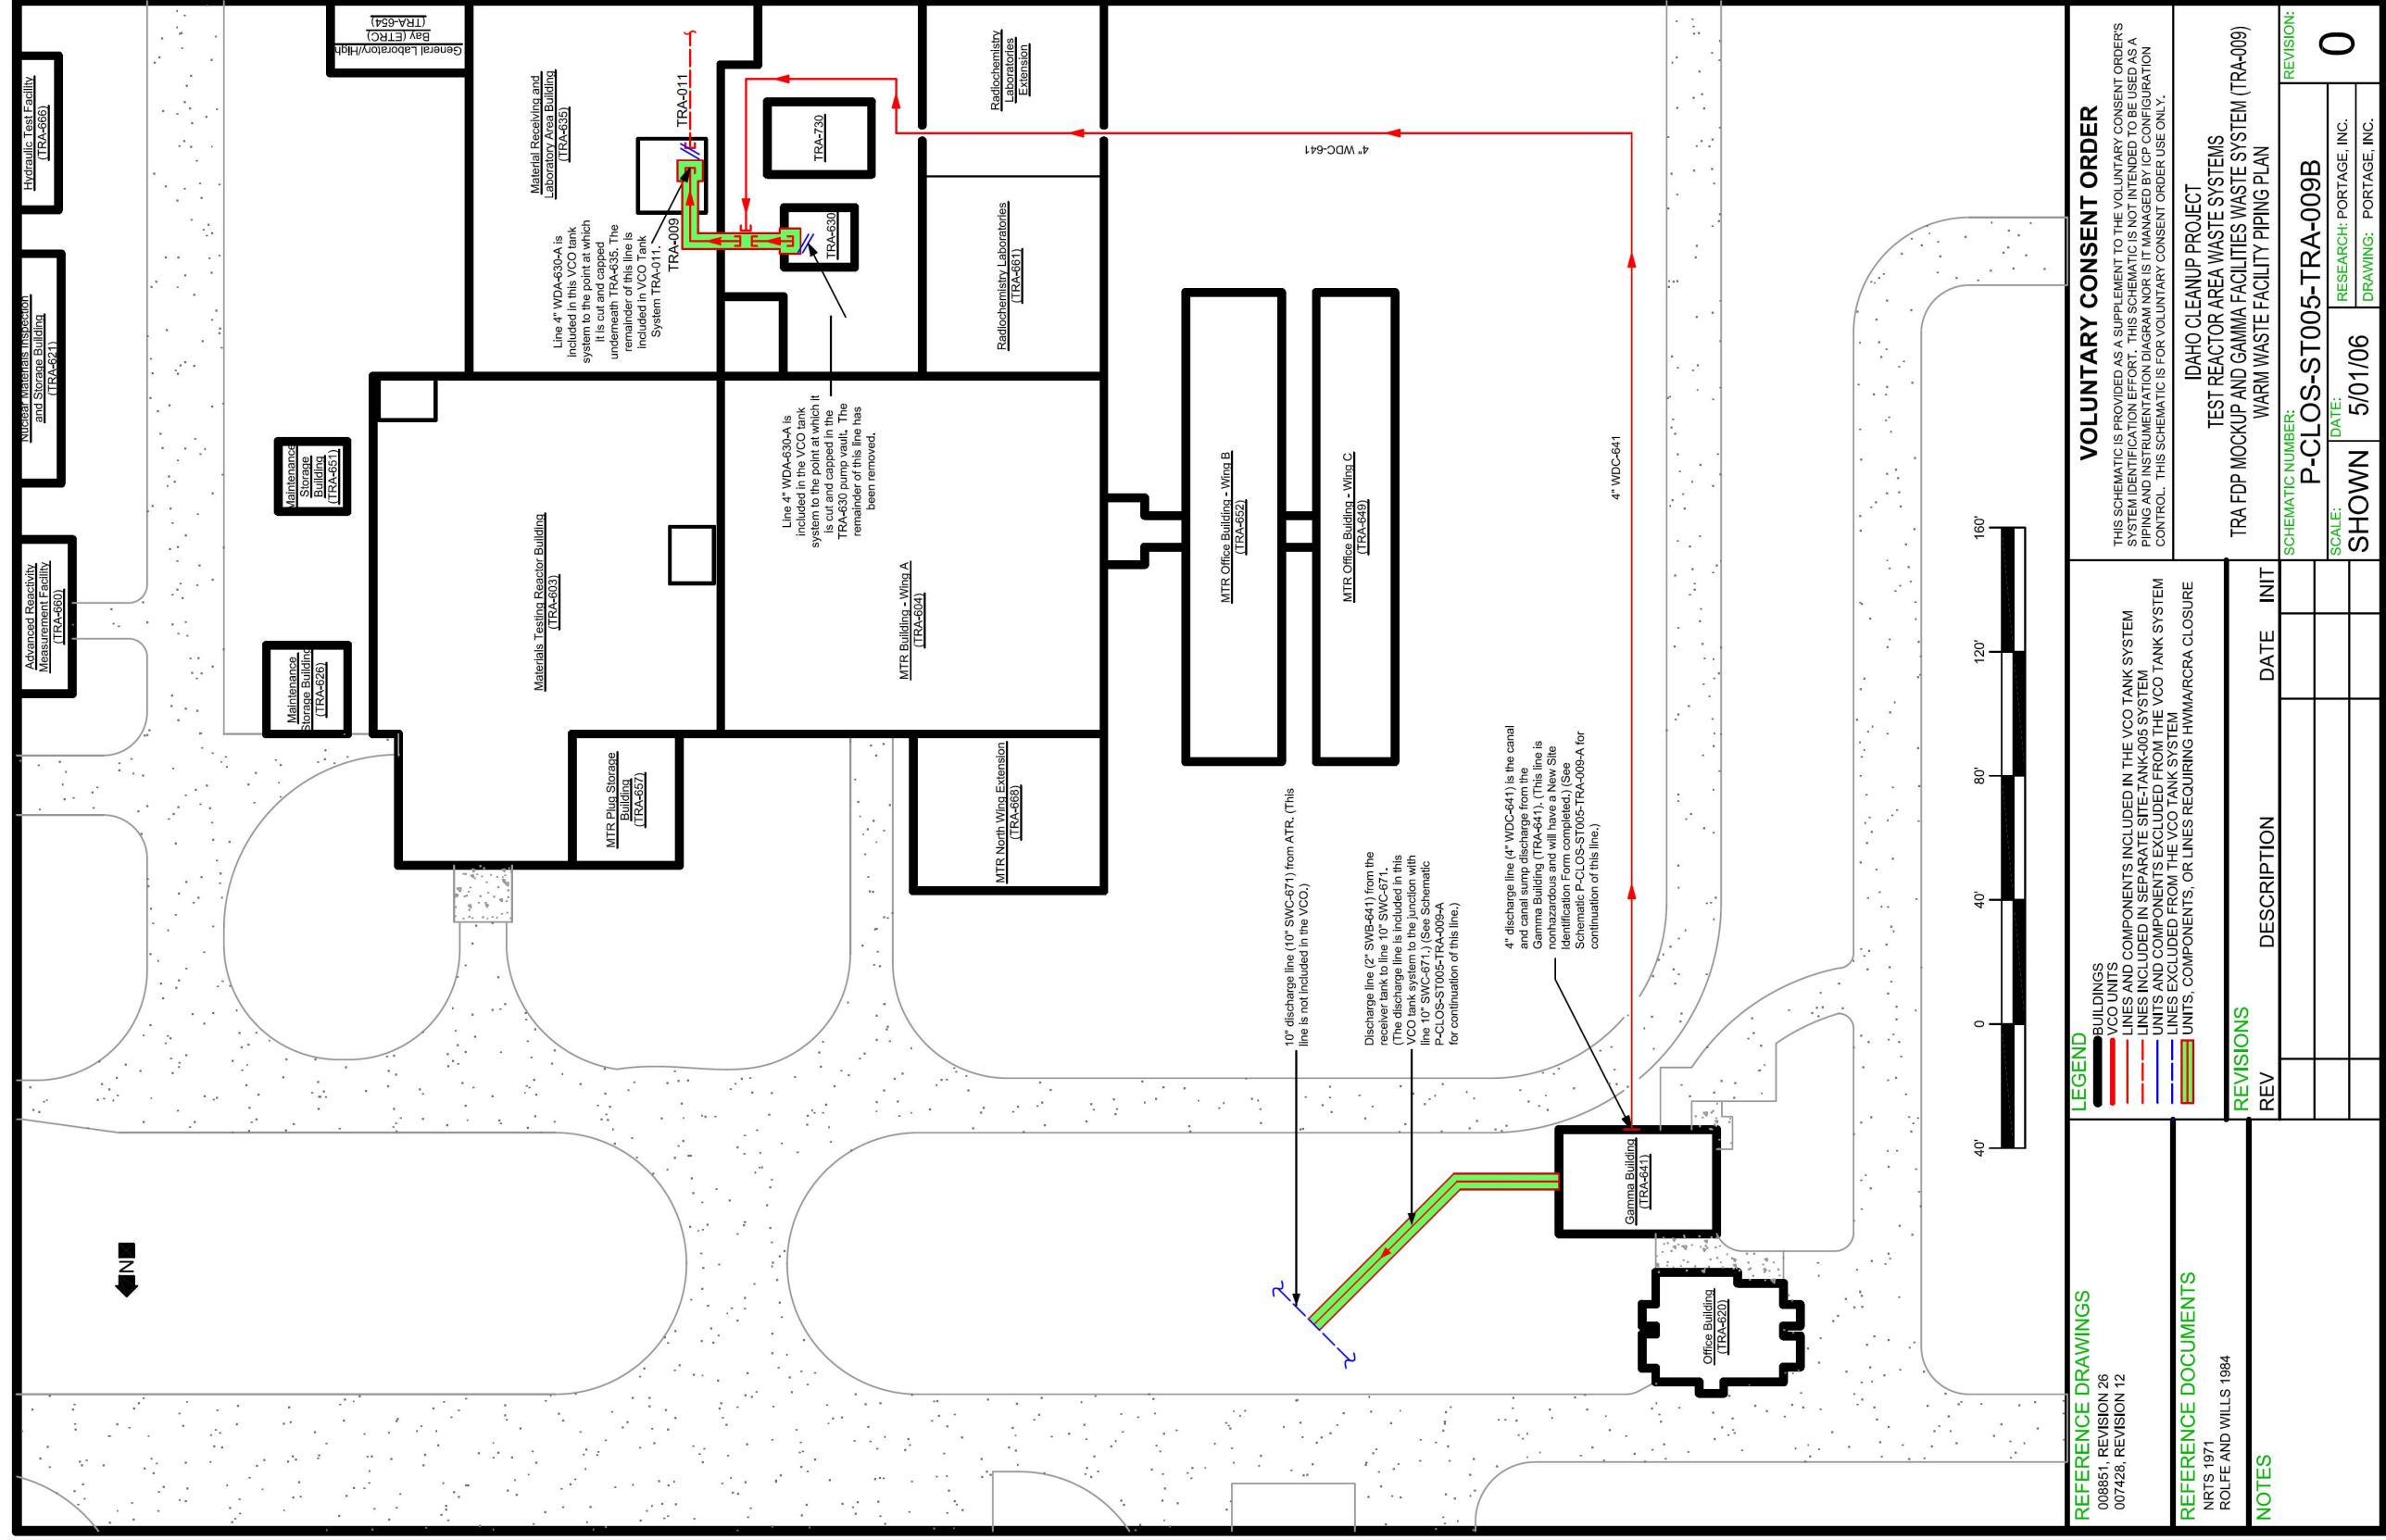 Hydraulic Test Facility
(TRA-666)
Nuclear Materials Inspection
and Storage Building
(TRA-621)
Advanced Reactivity
Measurement Facility
(TRA-660)
General Laboratory/High
Bay (ETRC)
(TRA-654)
Maintenance
Storage
Building
(TRA-651)
Maintenance
Storage Building
(TRA-626)
Material Receiving and
Laboratory Area Building
(TRA-635)
TRA-011
TRA-009
Line 4" WDA-630-A is
included in this VCO tank
system to the point at which
it is cut and capped
underneath TRA-635. The
remainder of this line is
included in VCO Tank
System TRA-011.
TRA-730
TRA-630
Line 4" WDA-630-A is
included in the VCO tank
system to the point at which it
is cut and capped in the
TRA-630 pump vault. The
remainder of this line has
been removed.
Radiochemistry
Laboratories
Extension
Radiochemistry Laboratories
(TRA-661)
Materials Testing Reactor Building
(TRA-603)
MTR Building - Wing A
(TRA-604)
MTR Plug Storage
Building
(TRA-657)
MTR North Wing Extension
(TRA-668)
MTR Office Building - Wing B
(TRA-652)
MTR Office Building - Wing C
(TRA-649)
4" WDC-641
4" WDC-641
10" discharge line (10" SWC-671) from ATR. (This
line is not included in the VCO.)
Discharge line (2" SWB-641) from the
receiver tank to line 10" SWC-671.
(The discharge line is included in this
VCO tank system to the junction with
line 10" SWC-671.) (See Schematic
P-CLOS-ST005-TRA-009-A
for continuation of this line.)
4" discharge line (4" WDC-641) is the canal
and canal sump discharge from the
Gamma Building (TRA-641). (This line is
nonhazardous and will have a New Site
Identification Form completed.) (See
Schematic P-CLOS-ST005-TRA-009-A for
continuation of this line.)
Gamma Building
(TRA-641)
Office Building
(TRA-620)
N
40'
0
40'
80'
120'
160'
REFERENCE DRAWINGS
008851, REVISION 26
007428, REVISION 12
REFERENCE DOCUMENTS
NRTS 1971
ROLFE AND WILLS 1984
NOTES
LEGEND
BUILDINGS
VCO UNITS
LINES AND COMPONENTS INCLUDED IN THE VCO TANK SYSTEM
LINES INCLUDED IN SEPARATE SITE-TANK-005 SYSTEM
UNITS AND COMPONENTS EXCLUDED FROM THE VCO TANK SYSTEM
LINES EXCLUDED FROM THE VCO TANK SYSTEM
UNITS, COMPONENTS, OR LINES REQUIRING HWMA/RCRA CLOSURE
REVISIONS
REV DESCRIPTION DATE INIT
VOLUNTARY CONSENT ORDER
THIS SCHEMATIC IS PROVIDED AS A SUPPLEMENT TO THE VOLUNTARY CONSENT ORDER'S
SYSTEM IDENTIFICATION EFFORT. THIS SCHEMATIC IS NOT INTENDED TO BE USED AS A
PIPING AND INSTRUMENTATION DIAGRAM NOR IS IT MANAGED BY ICP CONFIGURATION
CONTROL. THIS SCHEMATIC IS FOR VOLUNTARY CONSENT ORDER USE ONLY.
IDAHO CLEANUP PROJECT
TEST REACTOR AREA WASTE SYSTEMS
TRA FDP MOCKUP AND GAMMA FACILITIES WASTE SYSTEM (TRA-009)
WARM WASTE FACILITY PIPING PLAN
SCHEMATIC NUMBER:
P-CLOS-ST005-TRA-009B
REVISION:
0
SCALE:
SHOWN
DATE:
5/01/06
RESEARCH: PORTAGE, INC.
DRAWING: PORTAGE, INC.